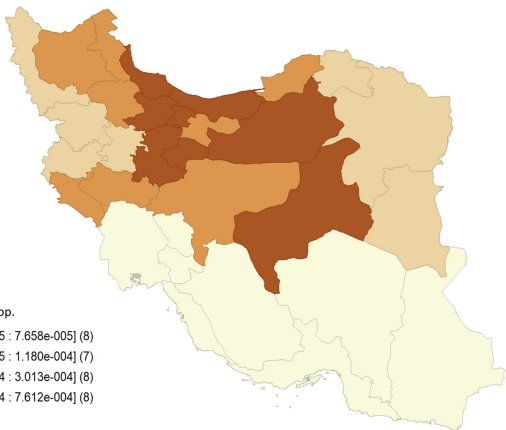 op.
5 : 7.658e-005] (8)
5 : 1.180e-004] (7)
4 : 3.013e-004] (8)
4 : 7.612e-004] (8)